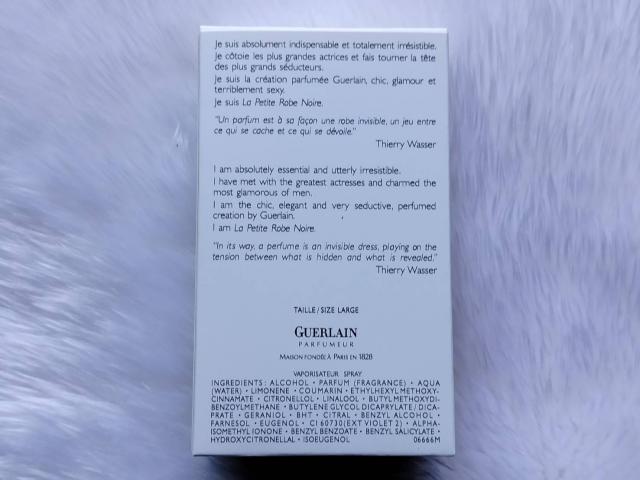 Je suis absolument indispensable et totalement irrésistible.
Je côtoie les plus grandes actrices et fais tourner la tête
des plus grands séducteurs.
Je suis la création parfumée Guerlain, chic, glamour et
terriblement sexy.
Je suis La Petite Robe Noire.
"Un parfum est à sa façon une robe invisible, un jeu entre
ce qui se cache et ce qui se dévoile."
Thierry Wasser
I am absolutely essential and utterly irresistible.
I have met with the greatest actresses and charmed the
most glamorous of men.
I am the chic, elegant and very seductive, perfumed
creation by Guerlain.
I am La Petite Robe Noire.
"In its way, a perfume is an invisible dress, playing on the
tension between what is hidden and what is revealed."
Thierry Wasser
TAILLE/SIZE LARGE
GUERLAIN
PARFUMEUR
MAISON FONDÉE À PARIS EN 1828
VAPORISATEUR SPRAY
INGREDIENTS: ALCOHOL • PARFUM (FRAGRANCE) • AQUA
(WATER) • LIMONENE • COUMARIN • ETHYLHEXYL METHOXY-
CINNAMATE • CITRONELLOL • LINALOOL • BUTYL METHOXYDI-
BENZOYLMETHANE • BUTYLENE GLYCOL DICAPRYLATE/DICA-
PRATE • GERANIOL • BHT • CITRAL • BENZYL ALCOHOL •
FARNESOL • EUGENOL • CI 60730 (EXT VIOLET 2) • ALPHA-
ISOMETHYL IONONE • BENZYL BENZOATE • BENZYL SALICYLATE •
HYDROXYCITRONELLAL • ISOEUGENOL 06666M